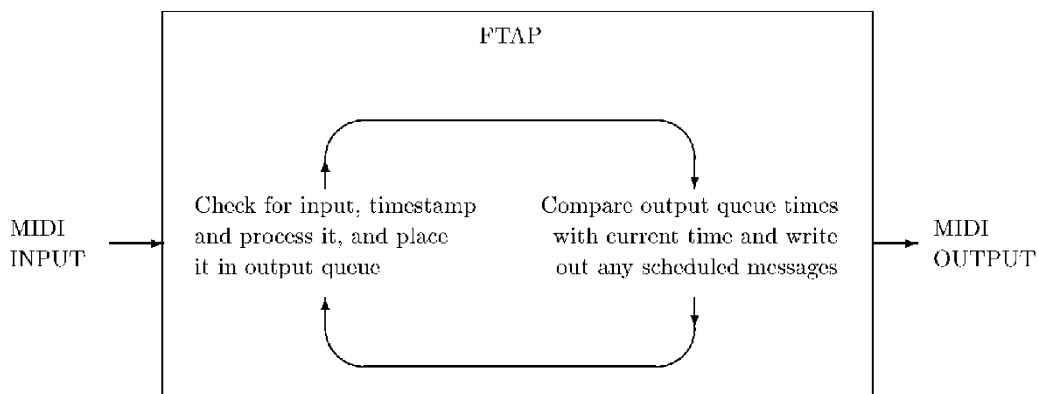 FTAP
MIDI
INPUT
Check for input, timestamp
and process it, and place
it in output queue
Compare output queue times
with current time and write
out any scheduled messages
MIDI
OUTPUT